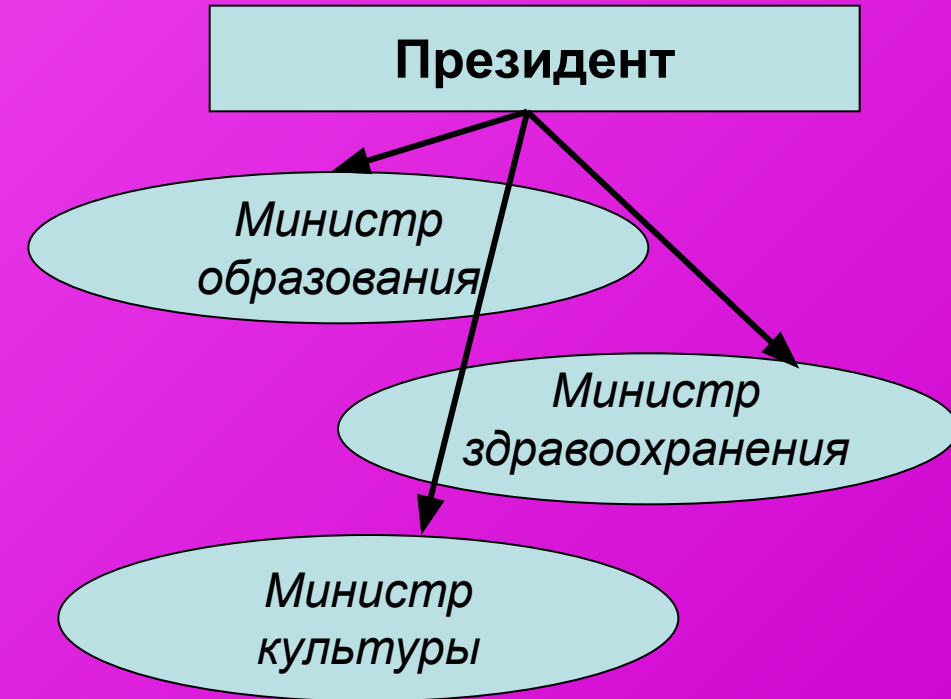 Президент
Министр
образования
Министр
здравоохранения
Министр
культуры